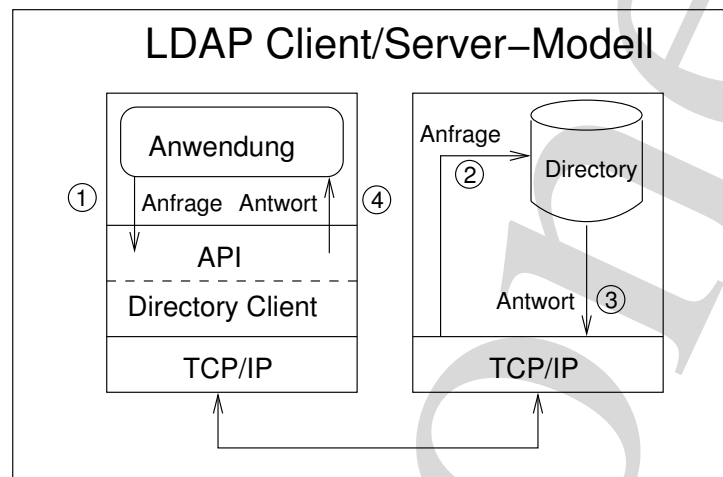 LDAP Client/Server–Modell
Anwendung
①
Anfrage
Antwort
④
API
Directory Client
TCP/IP
Anfrage
②
Directory
Antwort
③
TCP/IP